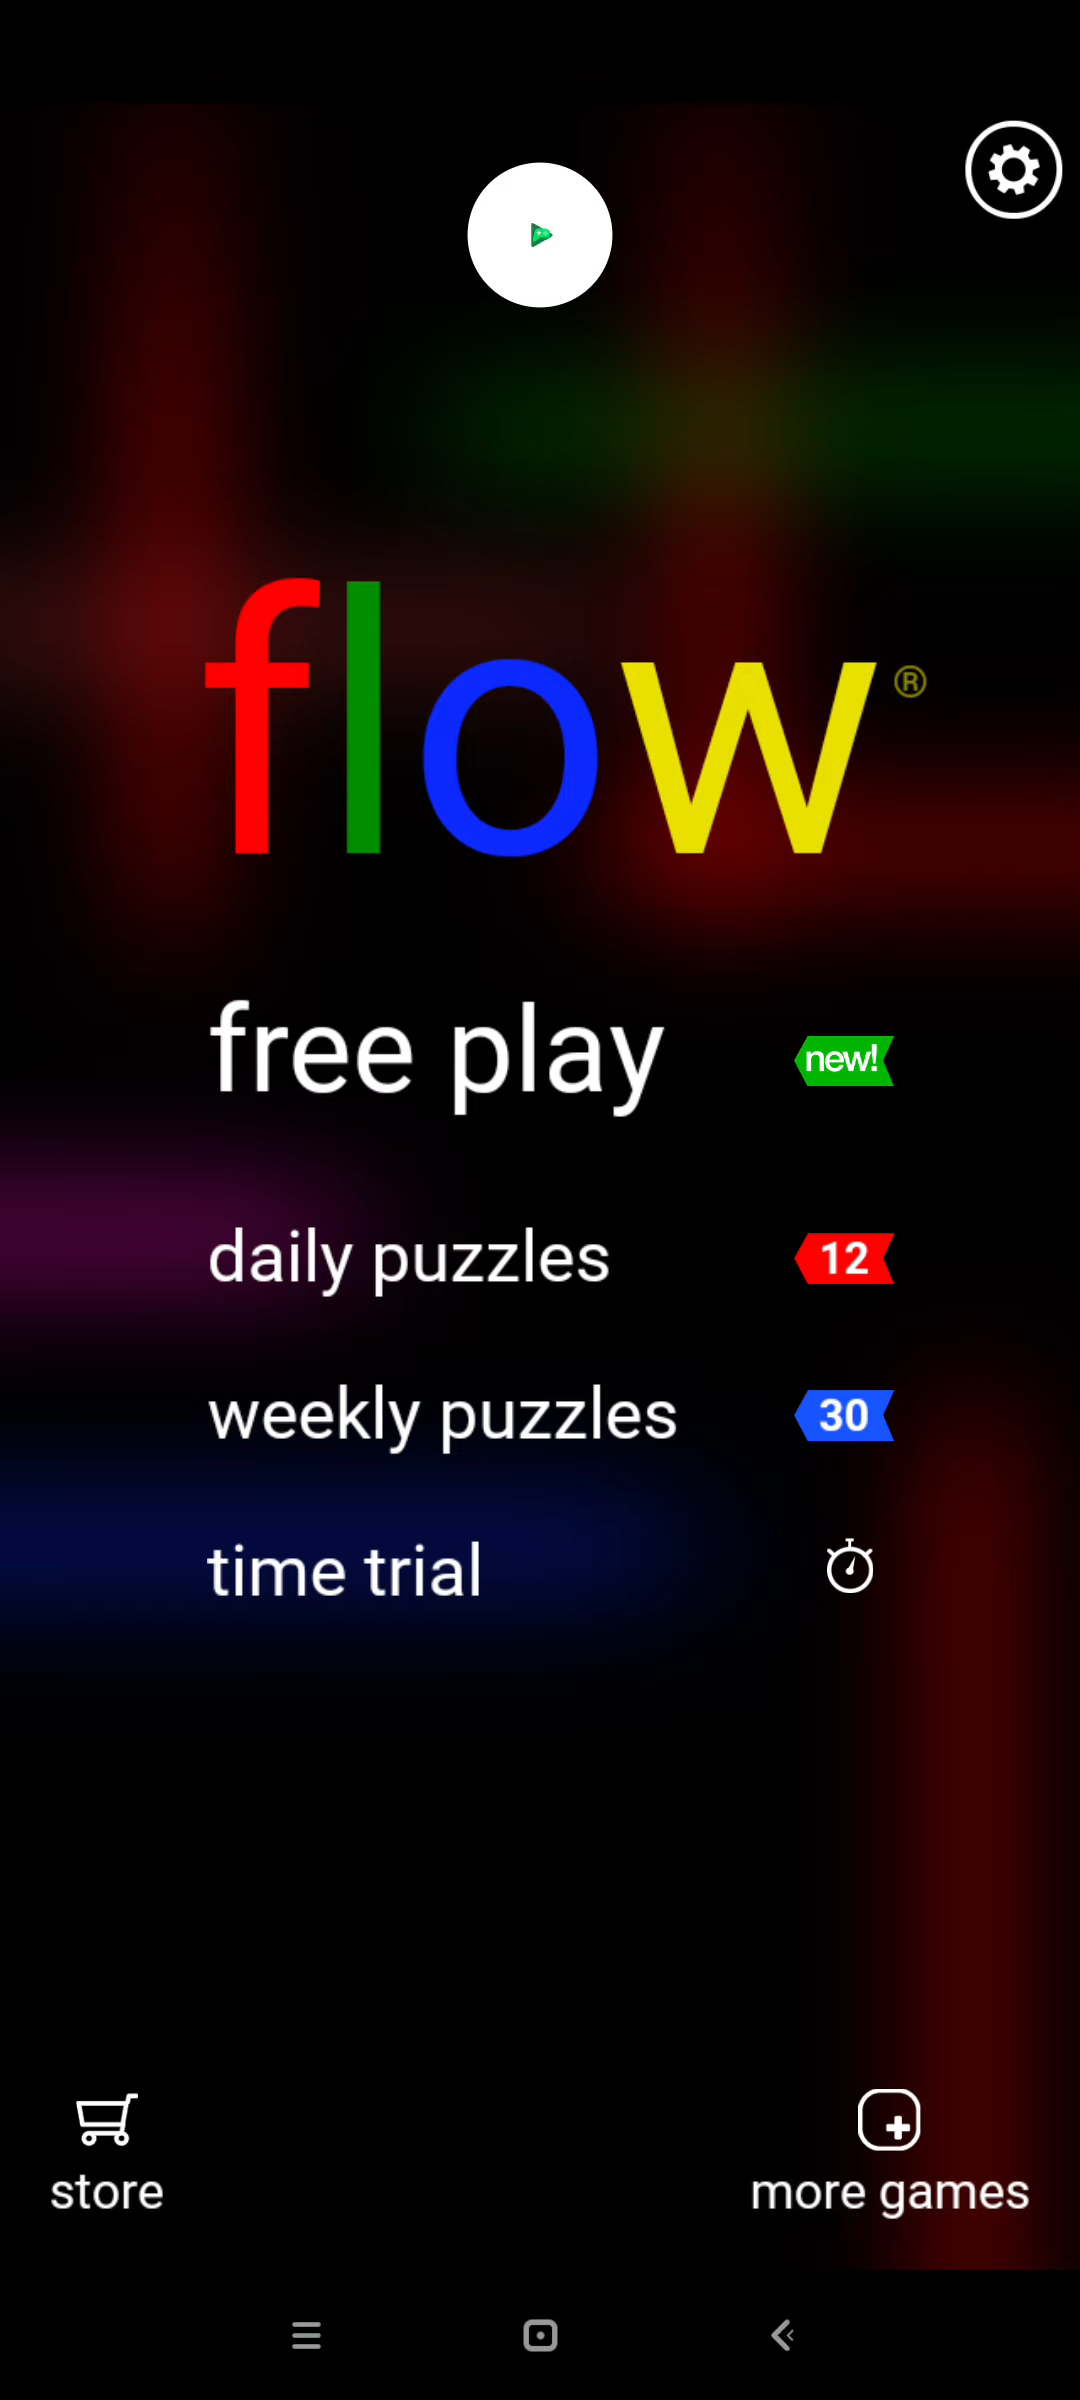 flow®
free play new!
daily puzzles 12
weekly puzzles 30
time trial
store
more games